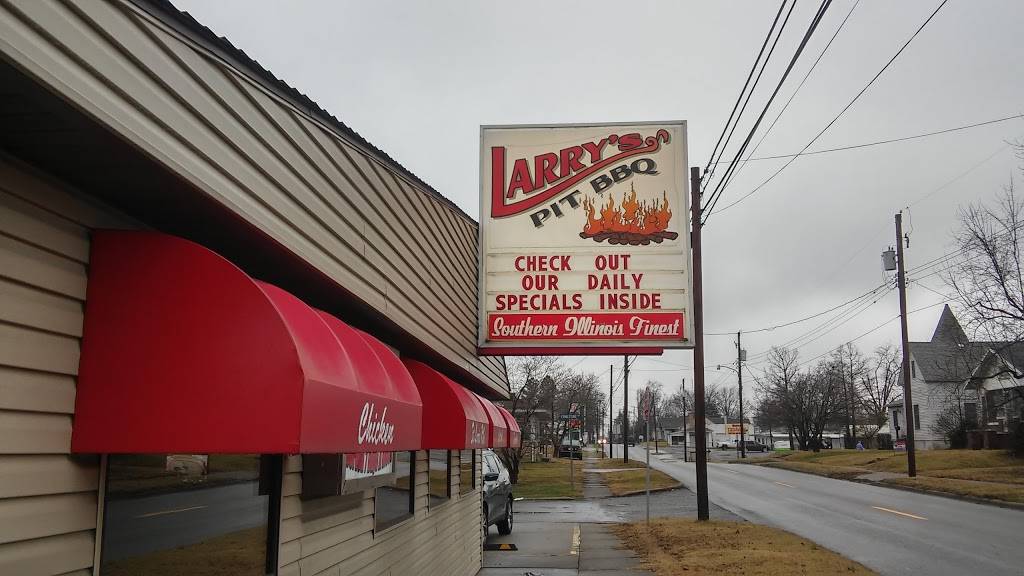 LARRY'S
PIT BBQ
CHECK OUT
OUR DAILY
SPECIALS INSIDE
Southern Illinois Finest
Chicken